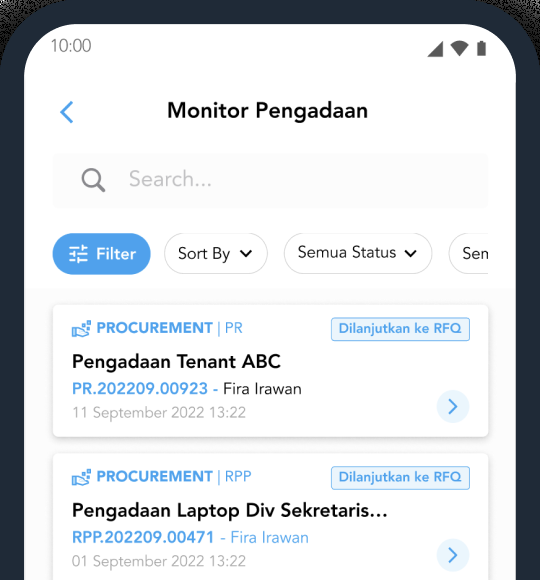 10:00
Monitor Pengadaan
Search...
Filter Sort By Semua Status Sem
PROCUREMENT | PR Dilanjutkan ke RFQ
Pengadaan Tenant ABC
PR.202209.00923 - Fira Irawan
11 September 2022 13:22
PROCUREMENT | RPP Dilanjutkan ke RFQ
Pengadaan Laptop Div Sekretaris...
RPP.202209.00471 - Fira Irawan
01 September 2022 13:22